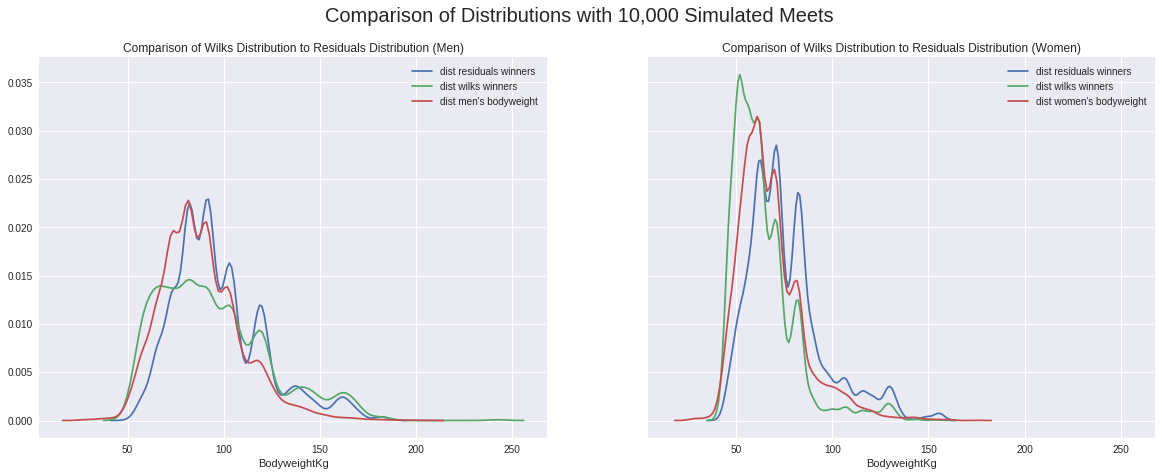 Comparison of Distributions with 10,000 Simulated Meets
Comparison of Wilks Distribution to Residuals Distribution (Men)
dist residuals winners
dist wilks winners
dist men's bodyweight
0.035
0.030
0.025
0.020
0.015
0.010
0.005
0.000
50 100 150 200 250
BodyweightKg
Comparison of Wilks Distribution to Residuals Distribution (Women)
dist residuals winners
dist wilks winners
dist women's bodyweight
50 100 150 200 250
BodyweightKg